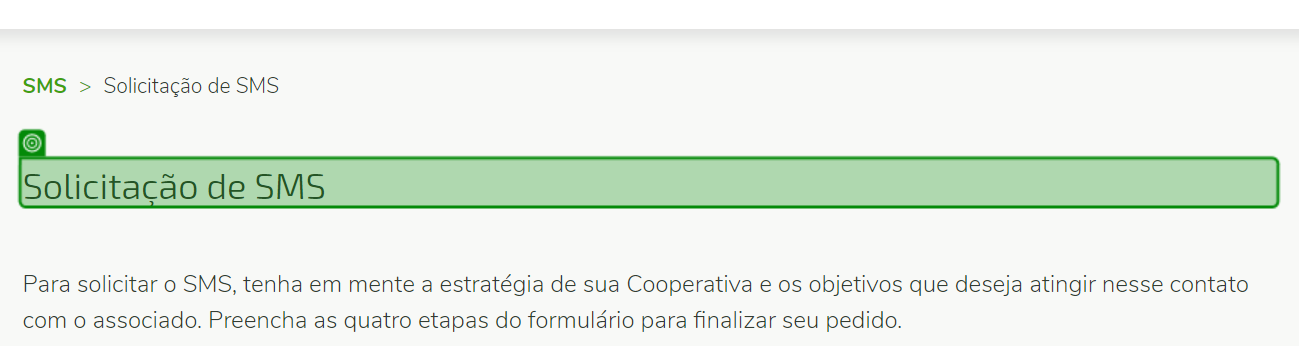 SMS > Solicitação de SMS
Solicitação de SMS
Para solicitar o SMS, tenha em mente a estratégia de sua Cooperativa e os objetivos que deseja atingir nesse contato
com o associado. Preencha as quatro etapas do formulário para finalizar seu pedido.